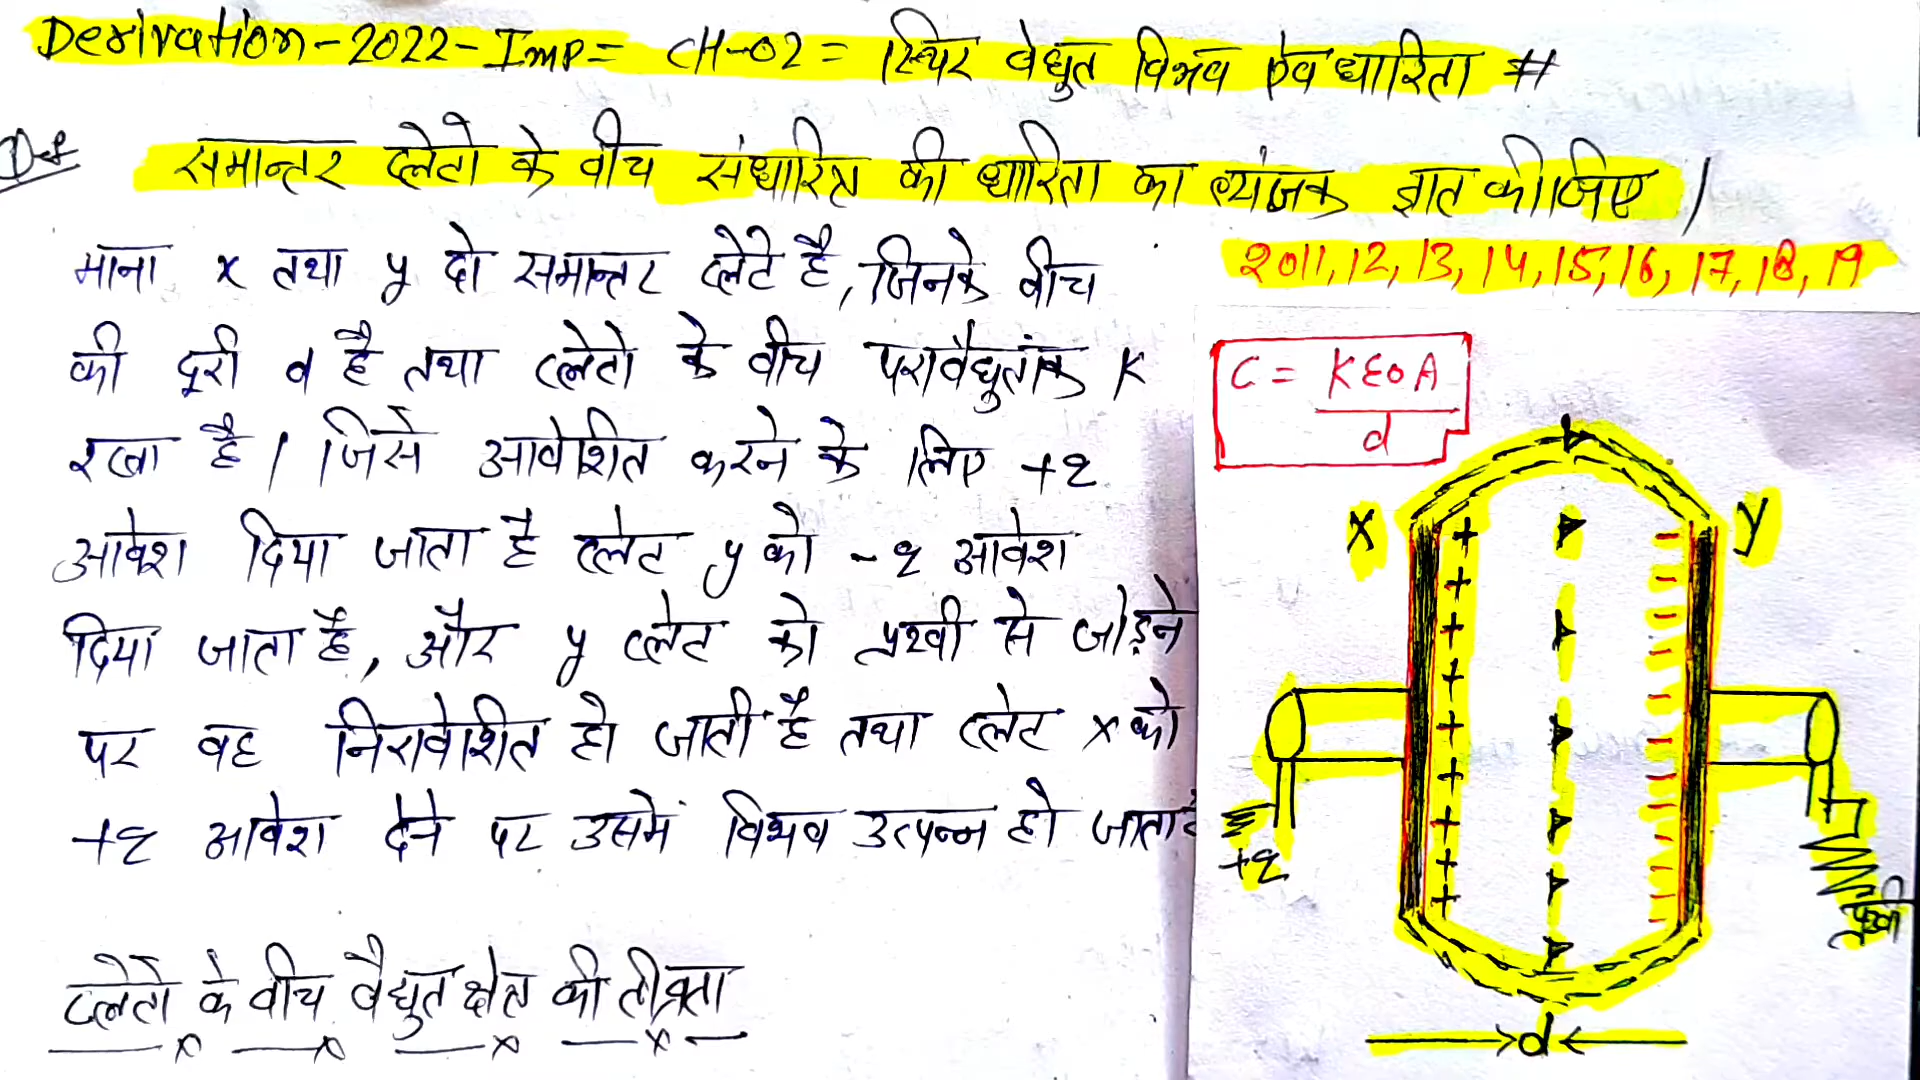 Derivation-2022-Imp= CH-02= स्थिर वैधुत विभव एंव धारिता #
समान्तर प्लेटो के बीच संधारित्र की धारिता का व्यंजक ज्ञात कीजिए।
2011,12,13,14,15,16,17,18,19
माना x तथा y दो समान्तर प्लेटे है, जिनके बीच
की दूरी d है तथा प्लेटो के बीच परावैधुतांक K
रखा है। जिसे आवेशित करने के लिए +q
आवेश दिया जाता है प्लेट y को -q आवेश
दिया जाता है, और y प्लेट को पृथ्वी से जोड़ने
पर वह निरावेशित हो जाती है तथा प्लेट x को
+q आवेश देने पर उसमें विभव उत्पन्न हो जाता है
प्लेटो के बीच वैद्युत क्षेत्र की तीव्रता
C = Kε0A
d
x
y
+q
पृथ्वी
d